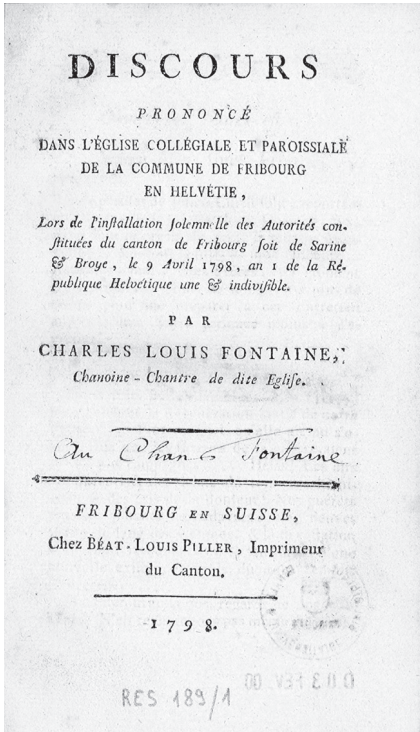 DISCOURS
PRONONCÉ
DANS L'ÉGLISE COLLÉGIALE ET PAROISSIALE
DE LA COMMUNE DE FRIBOURG
EN HELVÉTIE,
Lors de l'inſtallation ſolemnelle des Autorités con-
ſtituées du canton de Fribourg ſoit de Sarine
& Broye, le 9 Avril 1798, an 1 de la Ré-
publique Helvétique une & indiviſible.
PAR
CHARLES LOUIS FONTAINE,
Chanoine-Chantre de dite Egliſe.
Au Chan Fontaine
FRIBOURG EN SUISSE,
Chez BÉAT-LOUIS PILLER, Imprimeur
du Canton.
1798.
RES 189/1